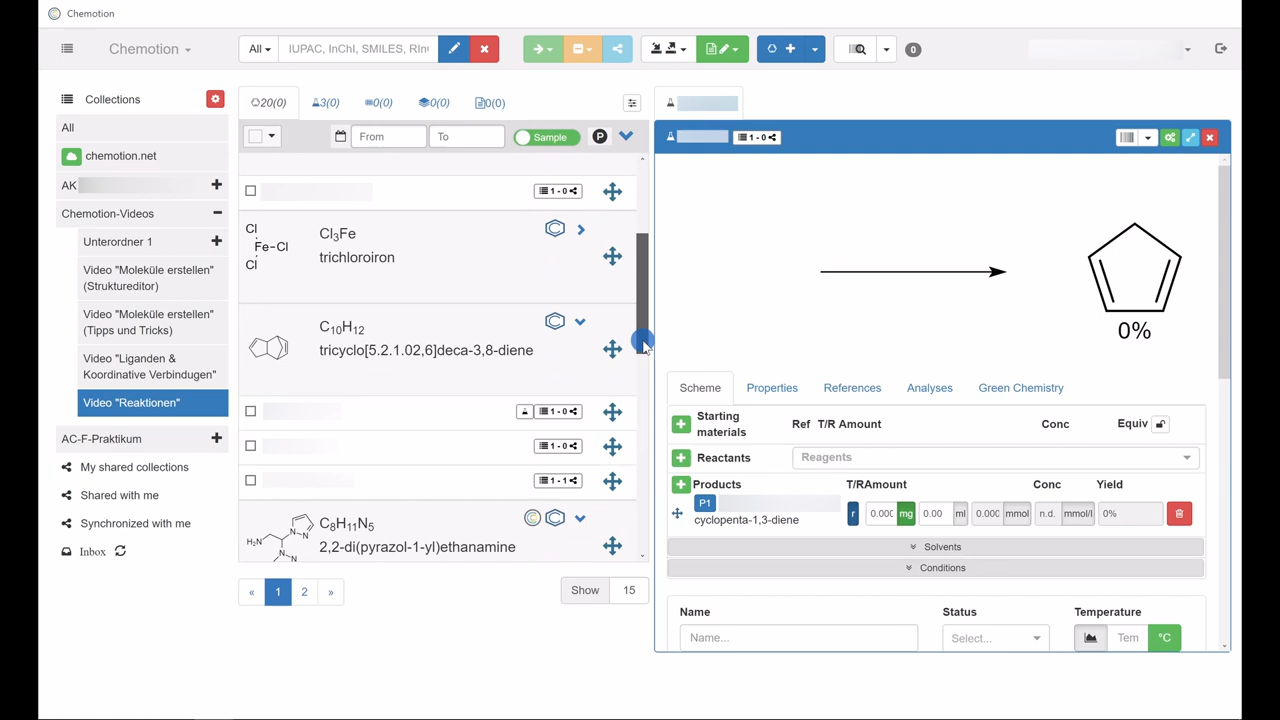 Chemotion
Chemotion
All
IUPAC, InChI, SMILES, RIn
0
Collections
All
chemotion.net
AK
Chemotion-Videos
Unterordner 1
Video "Moleküle erstellen"
(Struktureditor)
Video "Moleküle erstellen"
(Tipps und Tricks)
Video "Liganden &
Koordinative Verbindugen"
Video "Reaktionen"
AC-F-Praktikum
My shared collections
Shared with me
Synchronized with me
Inbox
20(0)
3(0)
0(0)
0(0)
0(0)
From
To
Sample
P
1 - 0
Cl
Fe-Cl
Cl
Cl3Fe
trichloroiron
C10H12
tricyclo[5.2.1.02,6]deca-3,8-diene
1 - 0
1 - 0
1 - 1
H2N
N
N
N
C8H11N5
2,2-di(pyrazol-1-yl)ethanamine
«
1
2
»
Show
15
1 - 0
0%
Scheme
Properties
References
Analyses
Green Chemistry
Starting
materials
Ref
T/R Amount
Conc
Equiv
Reactants
Reagents
Products
T/RAmount
Conc
Yield
P1
cyclopenta-1,3-diene
r
0.00
mg
0.00
ml
0.00
mmol
n.d.
mmol/l
0%
Solvents
Conditions
Name
Status
Temperature
Name...
Select...
Tem
°C